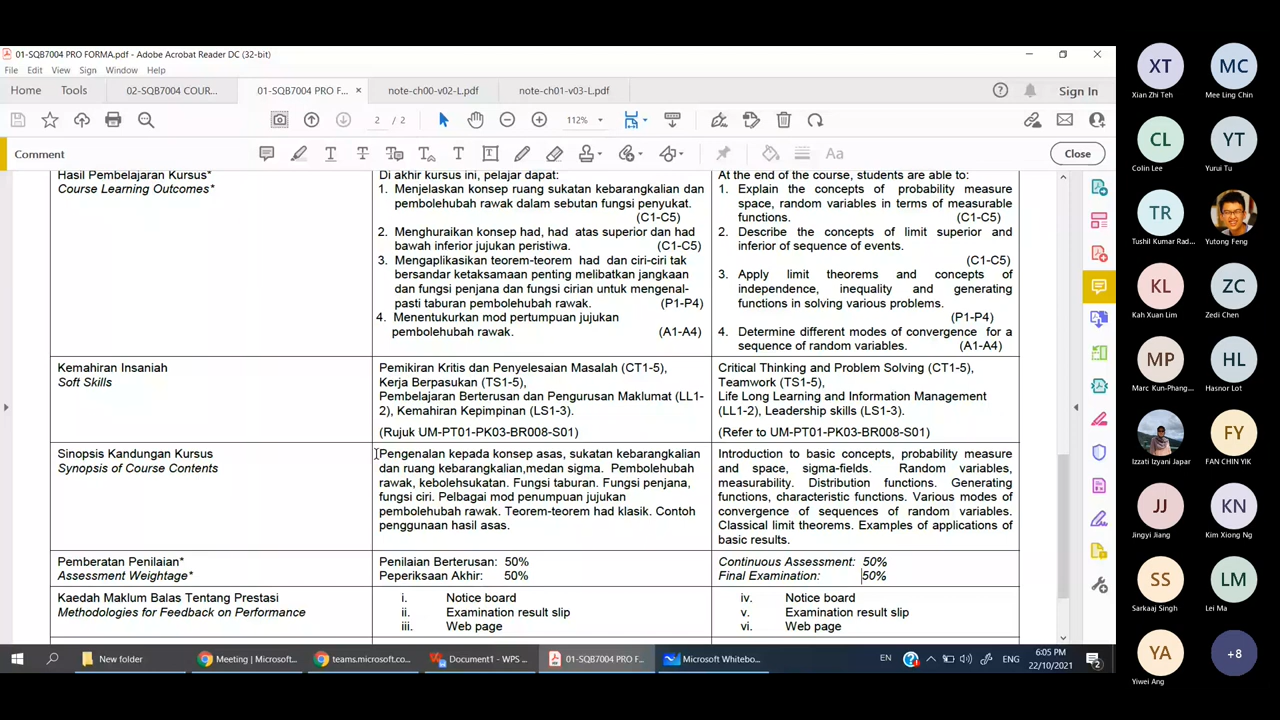 01-SQB7004 PRO FORMA.pdf - Adobe Acrobat Reader DC (32-bit)
File Edit View Sign Window Help
Home Tools 02-SQB7004 COUR... 01-SQB7004 PRO F... × note-ch00-v02-L.pdf note-ch01-v03-L.pdf Sign In
2 / 2 112%
Comment Close
Hasil Pembelajaran Kursus*
Course Learning Outcomes*
Di akhir kursus ini, pelajar dapat:
1. Menjelaskan konsep ruang sukatan kebarangkalian dan
pembolehubah rawak dalam sebutan fungsi penyukat.
(C1-C5)
2. Menghuraikan konsep had, had atas superior dan had
bawah inferior jujukan peristiwa. (C1-C5)
3. Mengaplikasikan teorem-teorem had dan ciri-ciri tak
bersandar ketaksamaan penting melibatkan jangkaan
dan fungsi penjana dan fungsi cirian untuk mengenal-
pasti taburan pembolehubah rawak. (P1-P4)
4. Menentukurkan mod pertumpuan jujukan
pembolehubah rawak. (A1-A4)
At the end of the course, students are able to:
1. Explain the concepts of probability measure
space, random variables in terms of measurable
functions. (C1-C5)
2. Describe the concepts of limit superior and
inferior of sequence of events.
(C1-C5)
3. Apply limit theorems and concepts of
independence, inequality and generating
functions in solving various problems.
(P1-P4)
4. Determine different modes of convergence for a
sequence of random variables. (A1-A4)
Kemahiran Insaniah
Soft Skills
Pemikiran Kritis dan Penyelesaian Masalah (CT1-5),
Kerja Berpasukan (TS1-5),
Pembelajaran Berterusan dan Pengurusan Maklumat (LL1-
2), Kemahiran Kepimpinan (LS1-3).
(Rujuk UM-PT01-PK03-BR008-S01)
Critical Thinking and Problem Solving (CT1-5),
Teamwork (TS1-5),
Life Long Learning and Information Management
(LL1-2), Leadership skills (LS1-3).
(Refer to UM-PT01-PK03-BR008-S01)
Sinopsis Kandungan Kursus
Synopsis of Course Contents
Pengenalan kepada konsep asas, sukatan kebarangkalian
dan ruang kebarangkalian,medan sigma. Pembolehubah
rawak, kebolehsukatan. Fungsi taburan. Fungsi penjana,
fungsi ciri. Pelbagai mod penumpuan jujukan
pembolehubah rawak. Teorem-teorem had klasik. Contoh
penggunaan hasil asas.
Introduction to basic concepts, probability measure
and space, sigma-fields. Random variables,
measurability. Distribution functions. Generating
functions, characteristic functions. Various modes of
convergence of sequences of random variables.
Classical limit theorems. Examples of applications of
basic results.
Pemberatan Penilaian*
Assessment Weightage*
Penilaian Berterusan: 50%
Peperiksaan Akhir: 50%
Continuous Assessment: 50%
Final Examination: 50%
Kaedah Maklum Balas Tentang Prestasi
Methodologies for Feedback on Performance
i. Notice board
ii. Examination result slip
iii. Web page
iv. Notice board
v. Examination result slip
vi. Web page
New folder Meeting | Microsoft... teams.microsoft.co... Document1 - WPS ... 01-SQB7004 PRO F... Microsoft Whitebo... EN ENG 6:05 PM
22/10/2021 2
XT MC
Xian Zhi Teh Mee Ling Chin
CL YT
Colin Lee Yurui Tu
TR
Tushil Kumar Rad... Yutong Feng
KL ZC
Kah Xuan Lim Zedi Chen
MP HL
Marc Kun-Phang... Hasnor Lot
FY
Izzati Izyani Japar FAN CHIN YIK
JJ KN
Jingyi Jiang Kim Xiong Ng
SS LM
Sarkaaj Singh Lei Ma
YA +8
Yiwei Ang